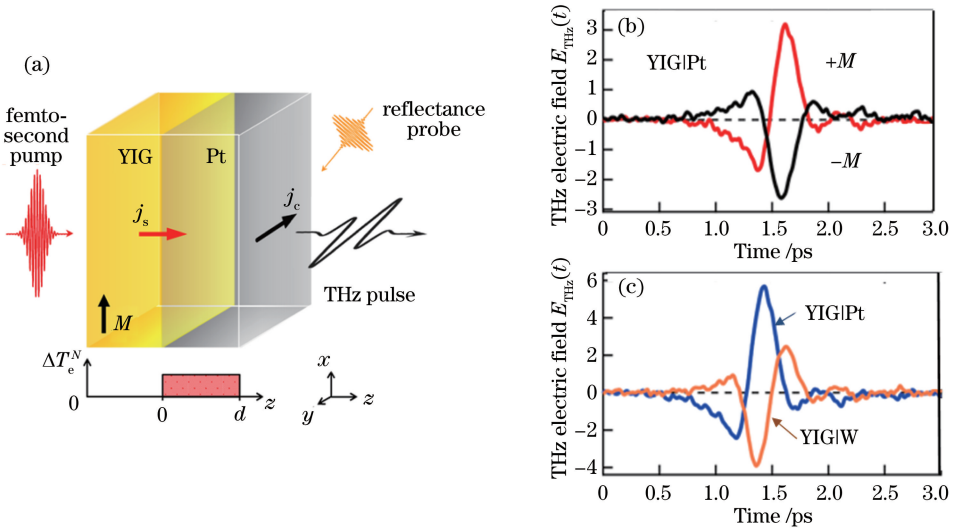 (a)
femto-
second
pump
YIG
Pt
reflectance
probe
j_s
j_c
THz pulse
M
ΔT_e^N
0
0
d
z
x
y
z
(b)
THz electric field E_THz(t)
3
2
1
0
−1
−2
−3
YIG|Pt
+M
−M
0 0.5 1.0 1.5 2.0 2.5 3.0
Time /ps
(c)
THz electric field E_THz(t)
6
4
2
0
−2
−4
YIG|Pt
YIG|W
0 0.5 1.0 1.5 2.0 2.5 3.0
Time /ps